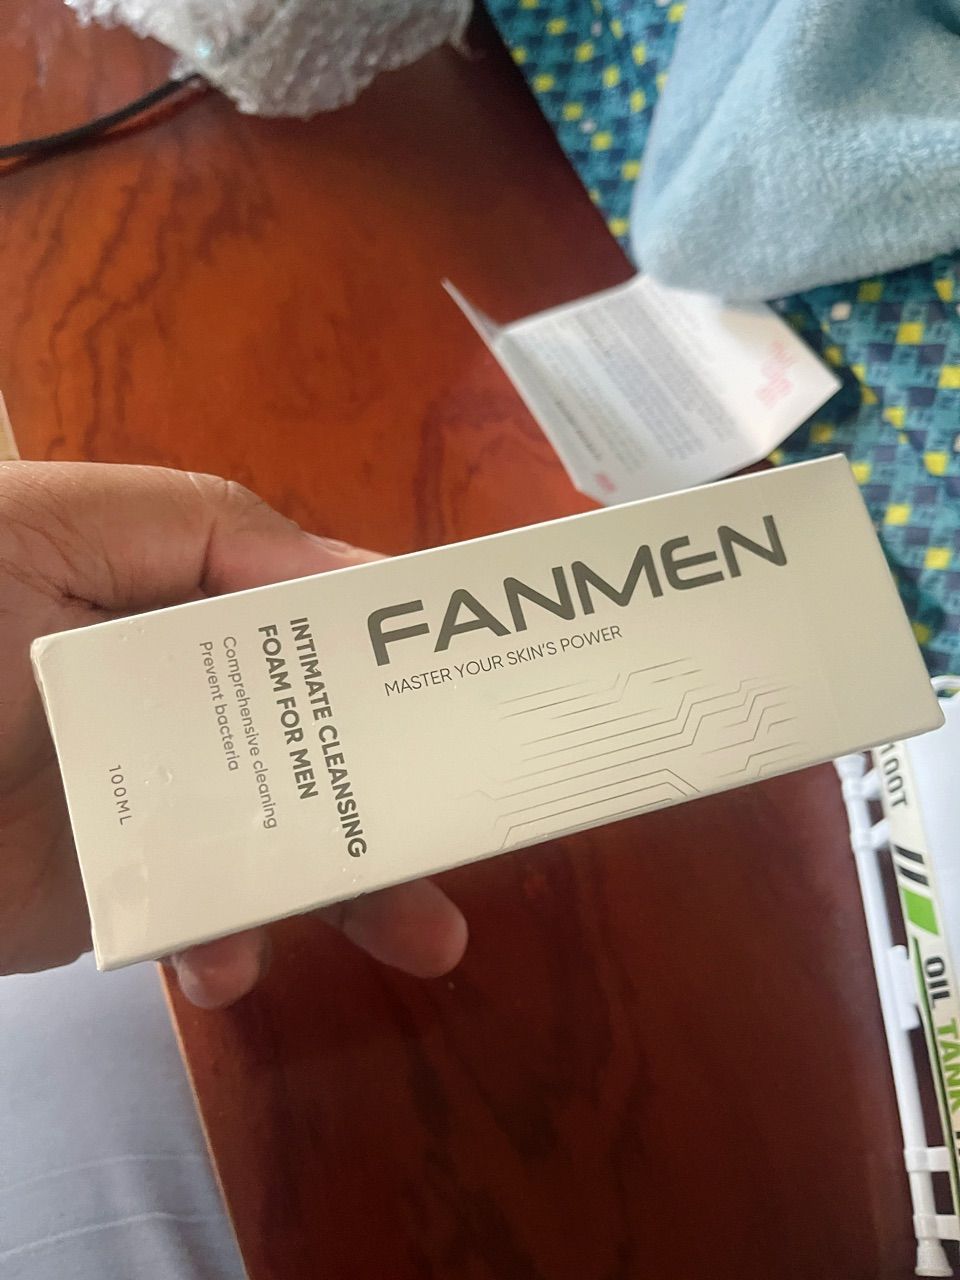 FANMEN
MASTER YOUR SKIN'S POWER
INTIMATE CLEANSING
FOAM FOR MEN
Comprehensive cleaning
Prevent bacteria
100ML
OIL TANK